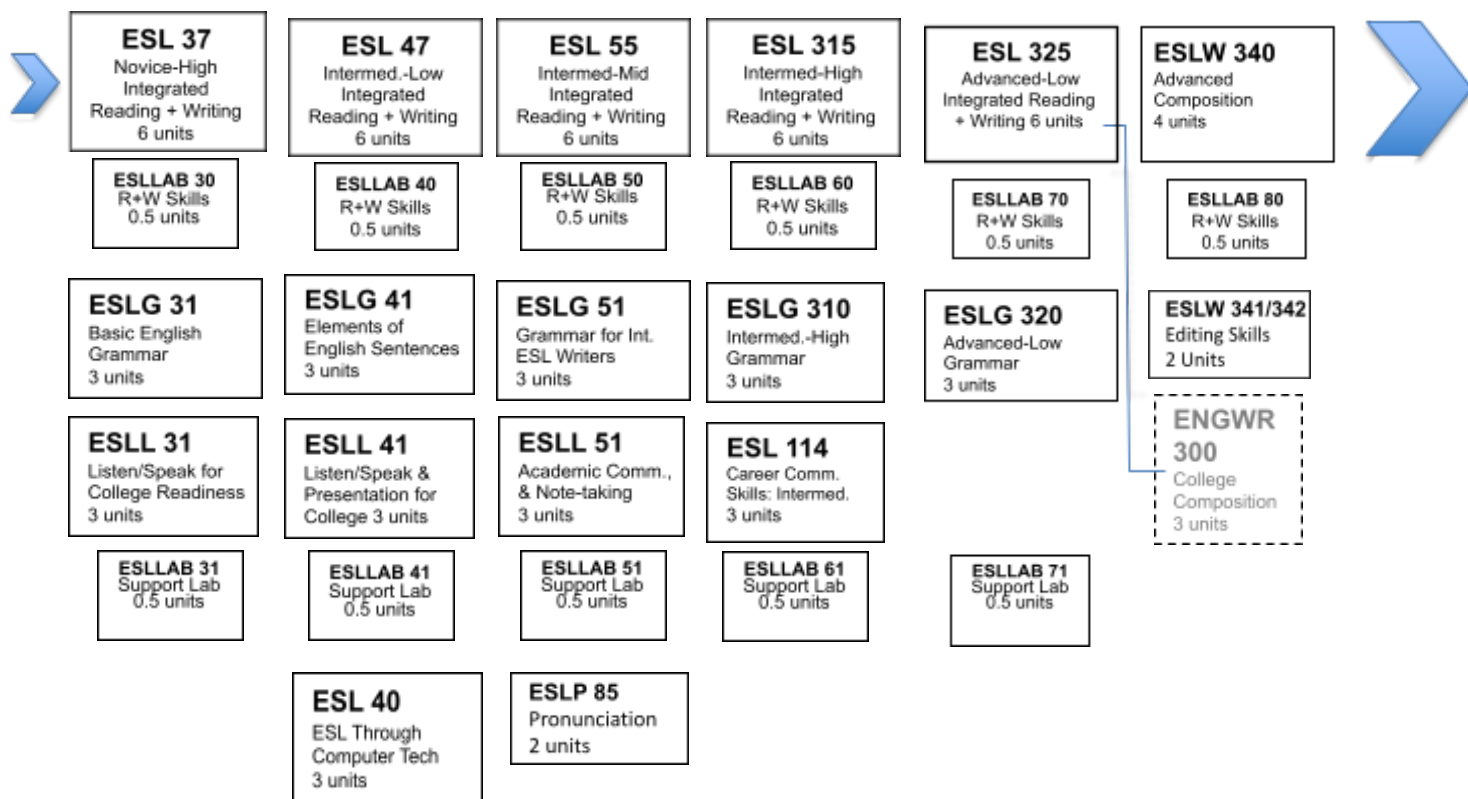 ESL 37
Novice-High
Integrated
Reading + Writing
6 units
ESL 47
Intermed.-Low
Integrated
Reading + Writing
6 units
ESL 55
Intermed-Mid
Integrated
Reading + Writing
6 units
ESL 315
Intermed-High
Integrated
Reading + Writing
6 units
ESL 325
Advanced-Low
Integrated Reading
+ Writing 6 units
ESLW 340
Advanced
Composition
4 units
ESLLAB 30
R+W Skills
0.5 units
ESLLAB 40
R+W Skills
0.5 units
ESLLAB 50
R+W Skills
0.5 units
ESLLAB 60
R+W Skills
0.5 units
ESLLAB 70
R+W Skills
0.5 units
ESLLAB 80
R+W Skills
0.5 units
ESLG 31
Basic English
Grammar
3 units
ESLG 41
Elements of
English Sentences
3 units
ESLG 51
Grammar for Int.
ESL Writers
3 units
ESLG 310
Intermed.-High
Grammar
3 units
ESLG 320
Advanced-Low
Grammar
3 units
ESLW 341/342
Editing Skills
2 Units
ESLL 31
Listen/Speak for
College Readiness
3 units
ESLL 41
Listen/Speak &
Presentation for
College 3 units
ESLL 51
Academic Comm.,
& Note-taking
3 units
ESL 114
Career Comm.
Skills: Intermed.
3 units
ENGWR
300
College
Composition
3 units
ESLLAB 31
Support Lab
0.5 units
ESLLAB 41
Support Lab
0.5 units
ESLLAB 51
Support Lab
0.5 units
ESLLAB 61
Support Lab
0.5 units
ESLLAB 71
Support Lab
0.5 units
ESL 40
ESL Through
Computer Tech
3 units
ESLP 85
Pronunciation
2 units